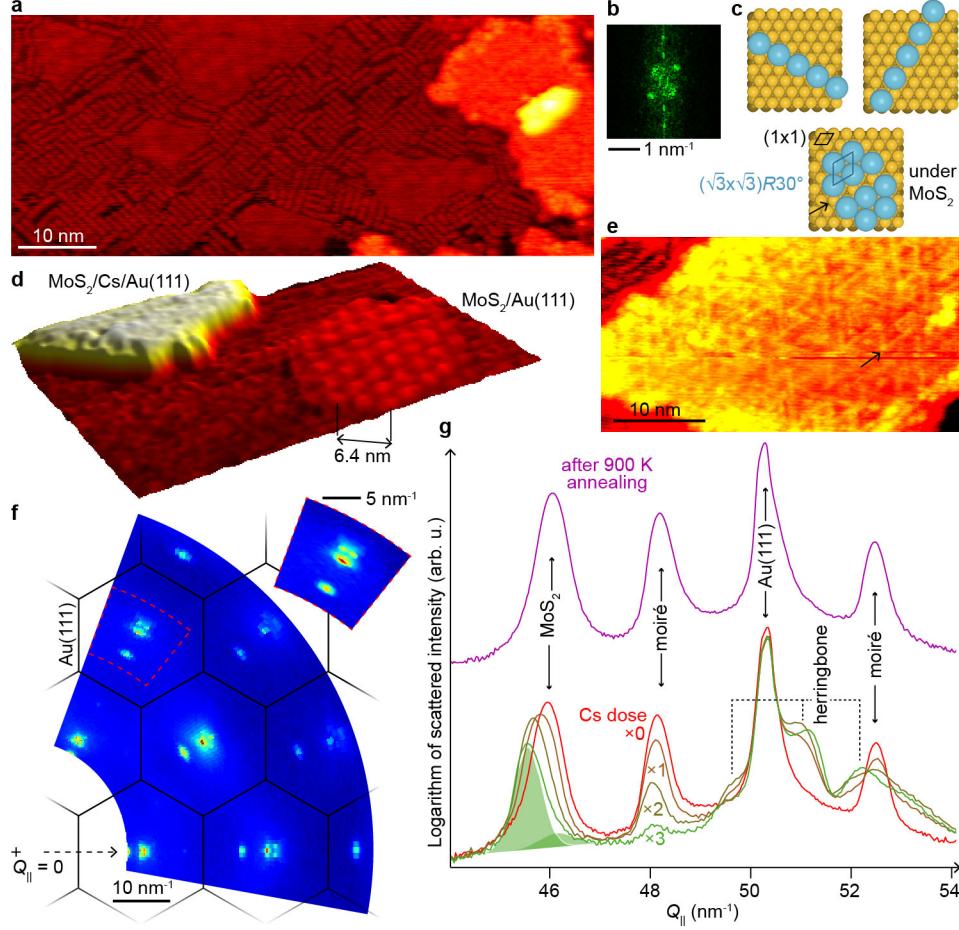 a
10 nm
b
1 nm⁻¹
c
(1x1)
(√3x√3)R30°
under
MoS₂
d
MoS₂/Cs/Au(111)
MoS₂/Au(111)
6.4 nm
e
10 nm
f
5 nm⁻¹
Au(111)
+
Q|| = 0
10 nm⁻¹
g
Logarithm of scattered intensity (arb. u.)
after 900 K
annealing
MoS₂
moiré
Au(111)
herringbone
moiré
Cs dose
×0
×1
×2
×3
46 48 50 52 54
Q|| (nm⁻¹)